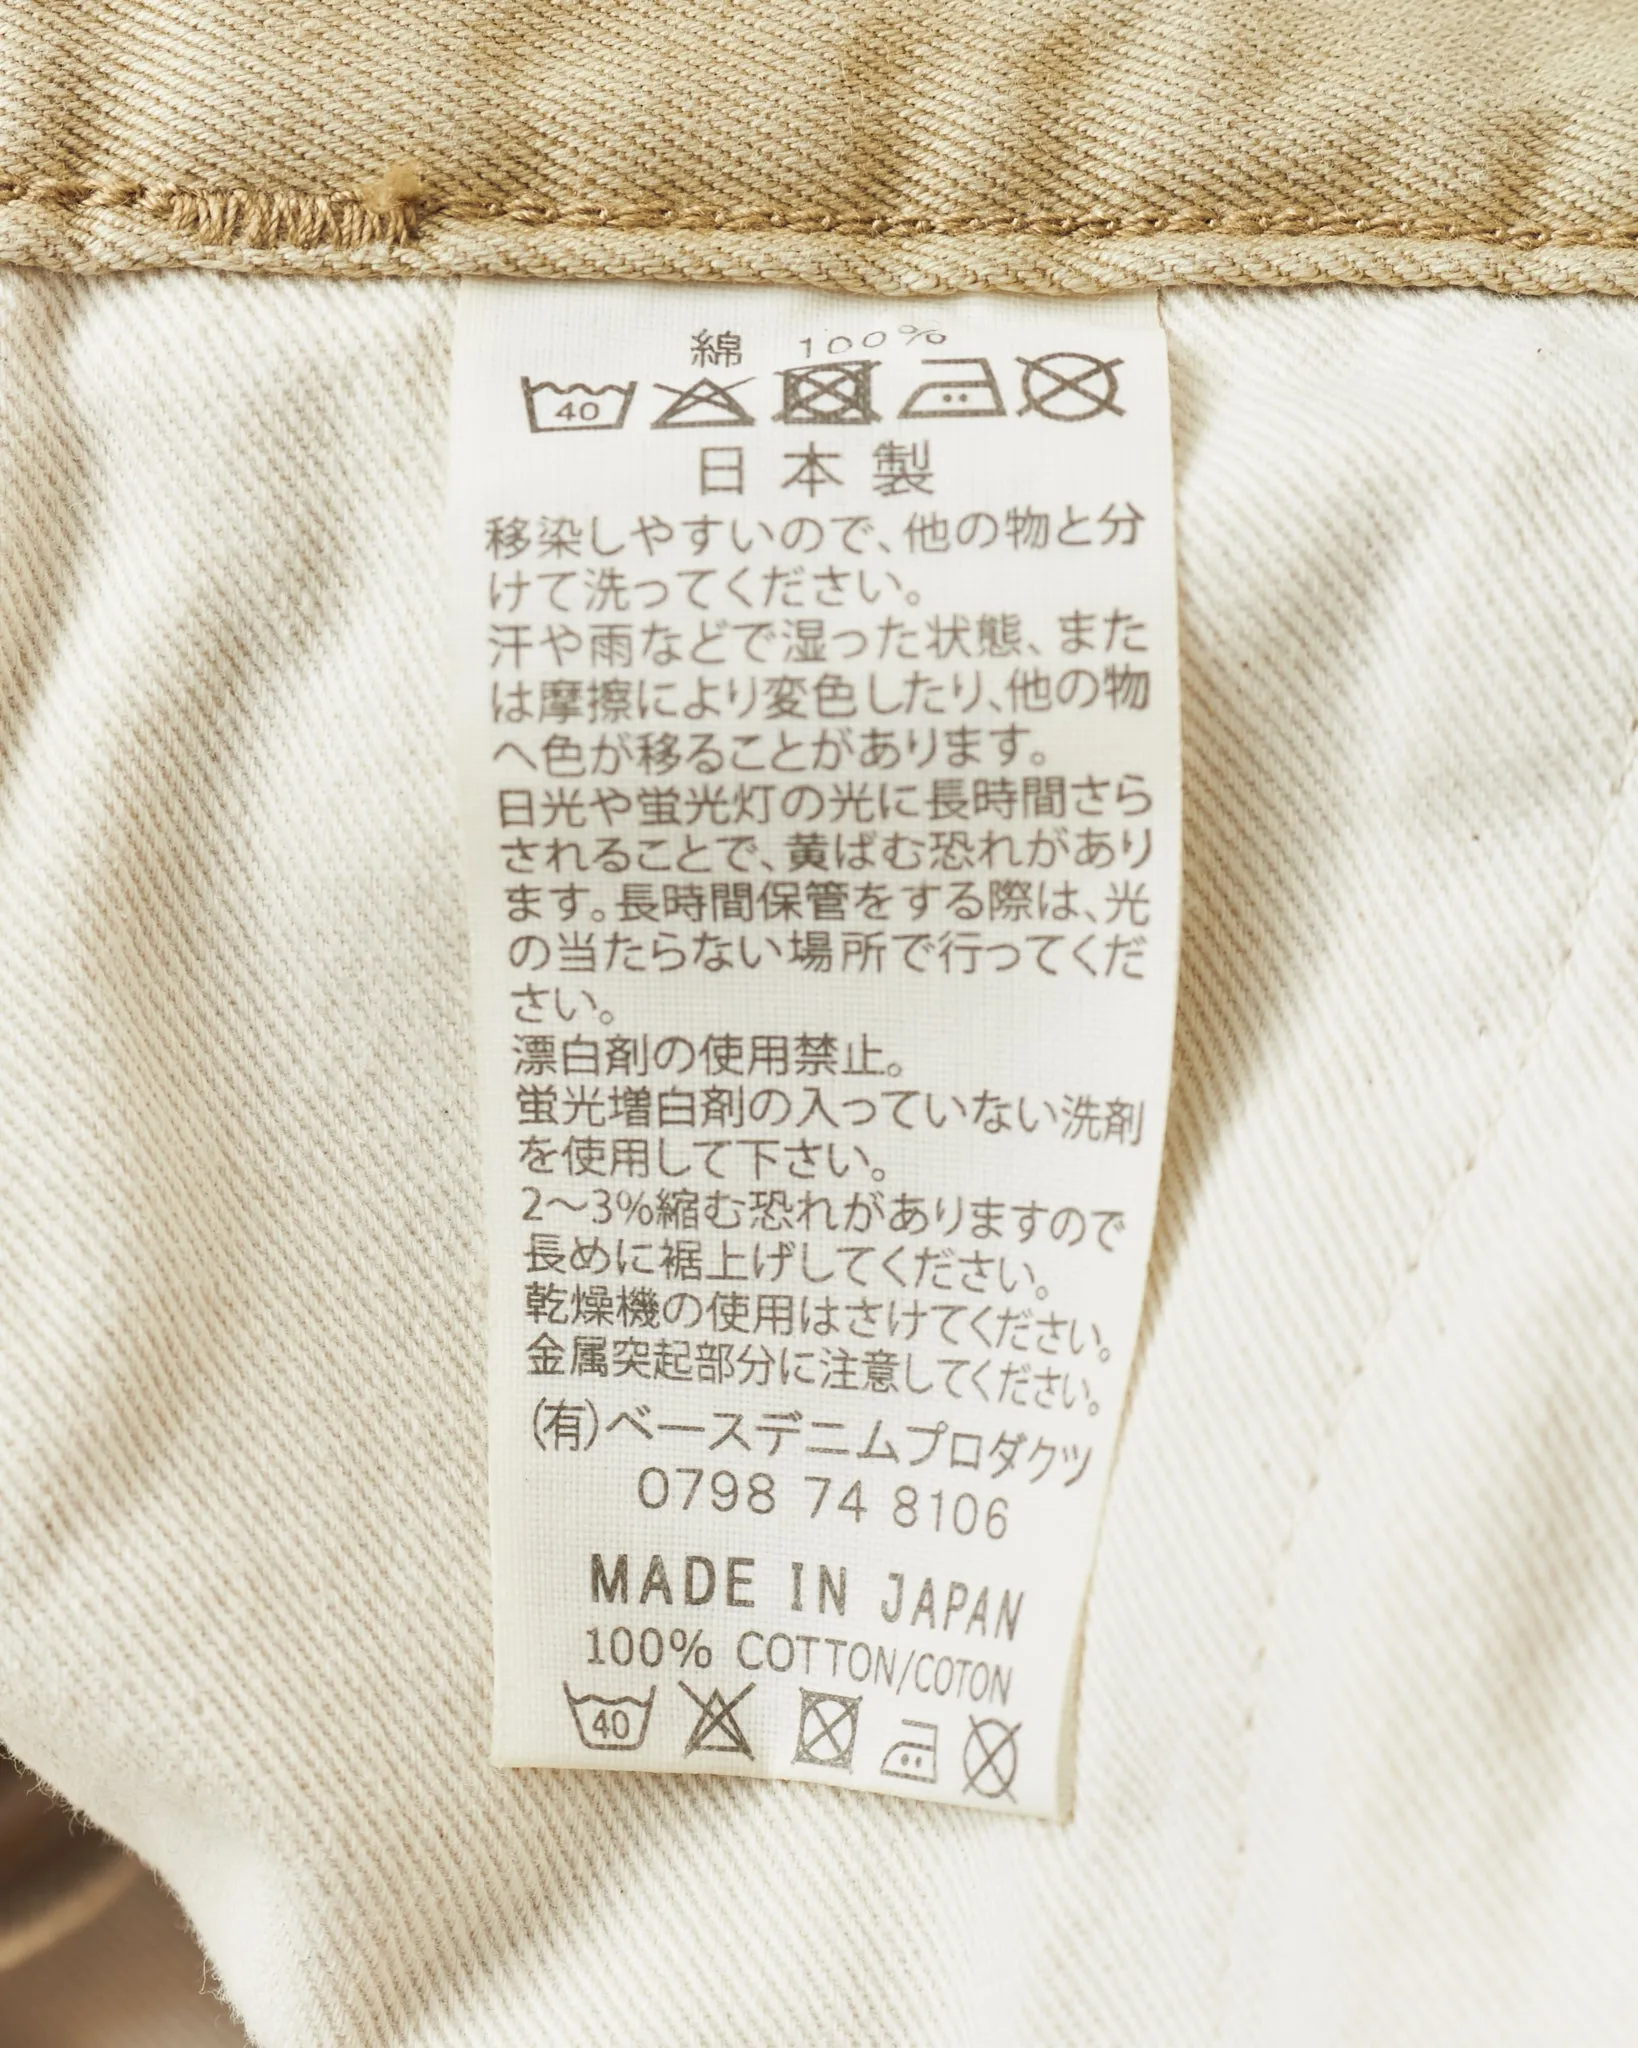 綿 100%
40
日本製
移染しやすいので、他の物と分
けて洗ってください。
汗や雨などで湿った状態、また
は摩擦により変色したり、他の物
へ色が移ることがあります。
日光や蛍光灯の光に長時間さら
されることで、黄ばむ恐れがあり
ます。長時間保管をする際は、光
の当たらない場所で行ってくだ
さい。
漂白剤の使用禁止。
蛍光増白剤の入っていない洗剤
を使用して下さい。
2〜3%縮む恐れがありますので
長めに裾上げしてください。
乾燥機の使用はさけてください。
金属突起部分に注意してください。
(有)ベースデニムプロダクツ
0798 74 8106
MADE IN JAPAN
100% COTTON/COTON
40